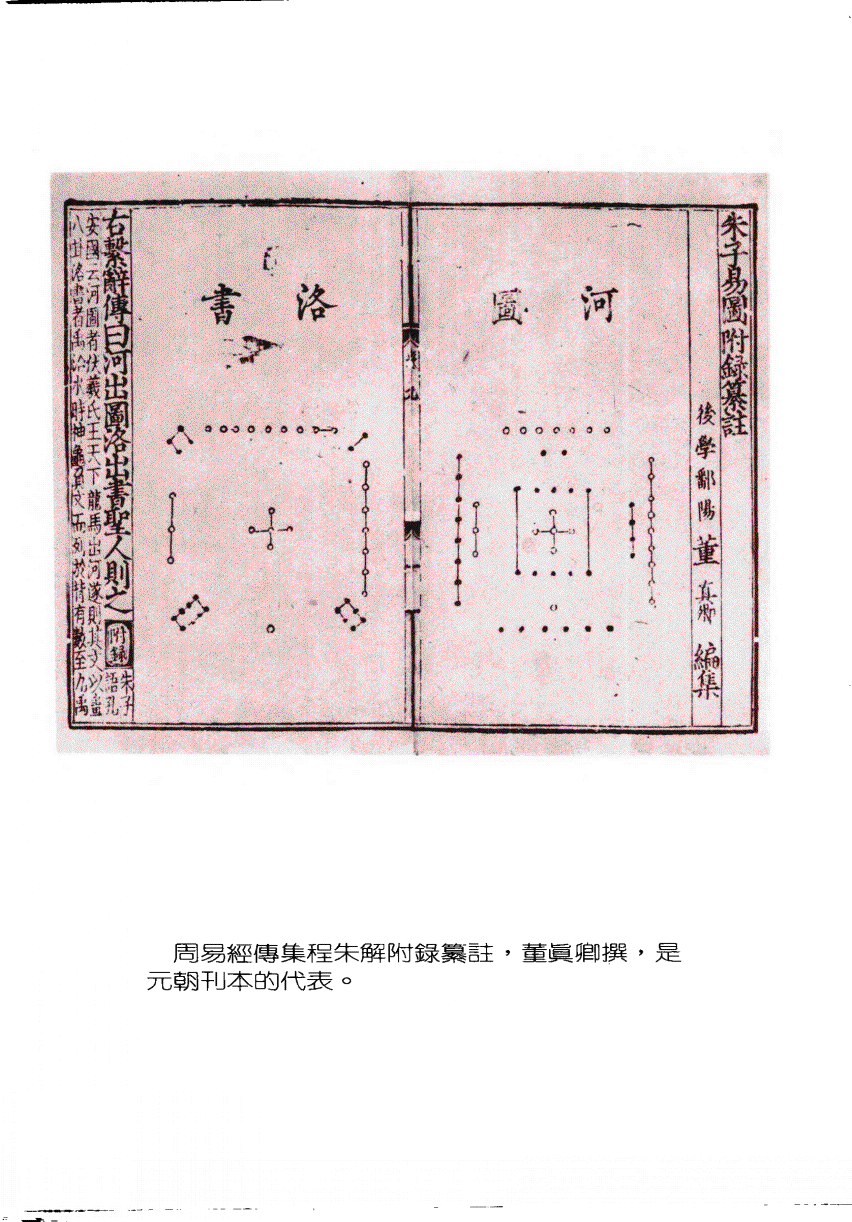 朱子易圖附錄纂註
後學鄱陽董真卿編集
河圖
洛書
右繫辭傳曰河出圖洛出書聖人則之
附錄
朱子語孔
安國云河圖者伏羲氏王天下龍馬出河遂則其文以畫
八卦洛書者禹治水時神龜負文而列於背有數至九禹
周易經傳集程朱解附錄纂註，董眞卿撰，是
元朝刊本的代表。